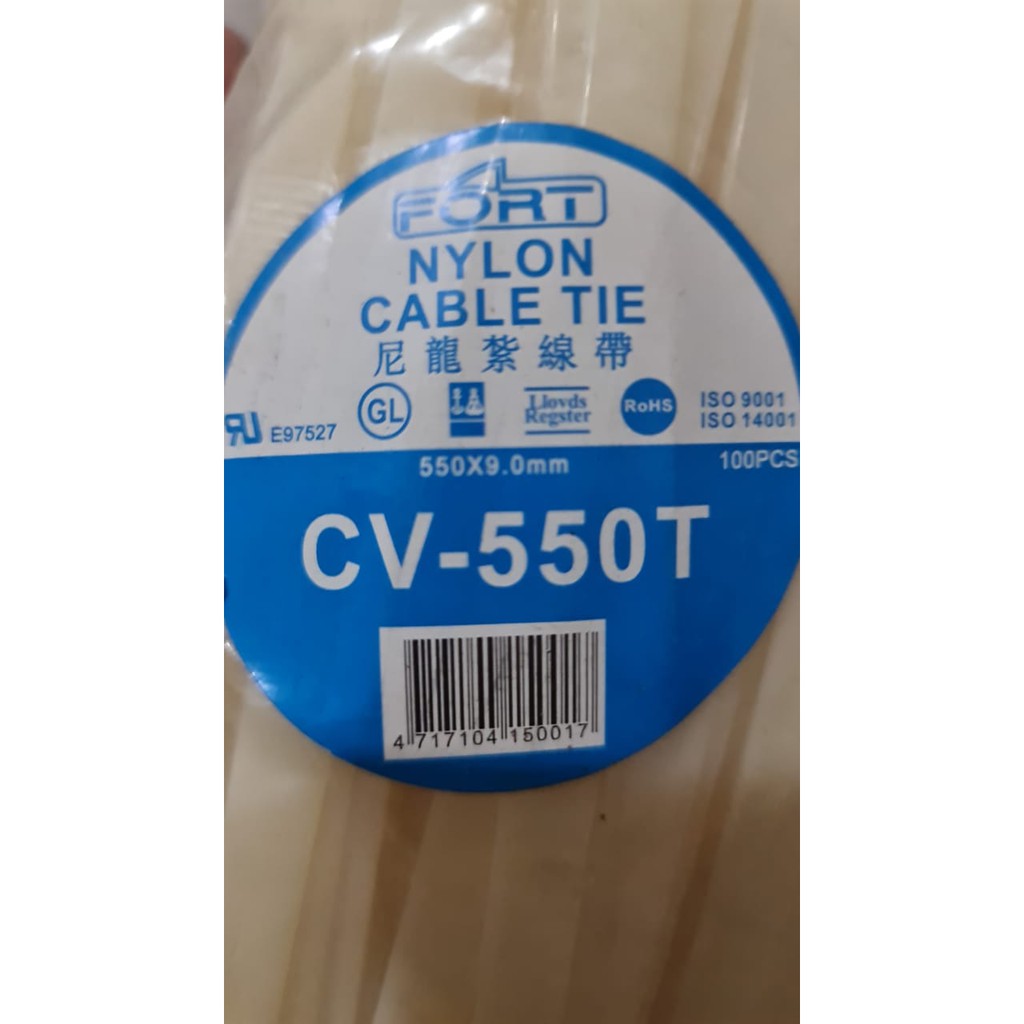 FORT
NYLON
CABLE TIE
尼龍紮線帶
UR E97527 GL Lloyds Regster RoHS ISO 9001
ISO 14001
550X9.0mm 100PCS
CV-550T
4 717104 150017